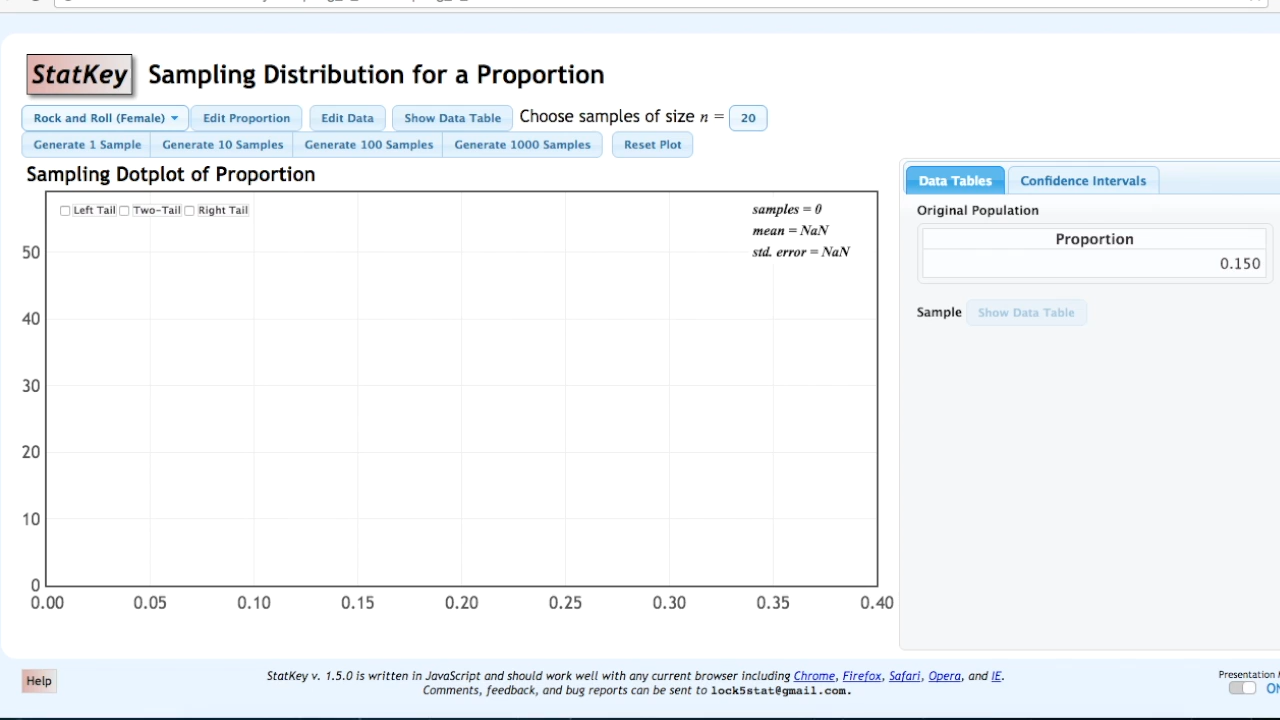 StatKey Sampling Distribution for a Proportion
Rock and Roll (Female) Edit Proportion Edit Data Show Data Table Choose samples of size n = 20
Generate 1 Sample Generate 10 Samples Generate 100 Samples Generate 1000 Samples Reset Plot
Sampling Dotplot of Proportion
Left Tail Two-Tail Right Tail
samples = 0
mean = NaN
std. error = NaN
50
40
30
20
10
0
0.00 0.05 0.10 0.15 0.20 0.25 0.30 0.35 0.40
Data Tables Confidence Intervals
Original Population
Proportion
0.150
Sample Show Data Table
Help
StatKey v. 1.5.0 is written in JavaScript and should work well with any current browser including Chrome, Firefox, Safari, Opera, and IE.
Comments, feedback, and bug reports can be sent to lock5stat@gmail.com.
Presentation